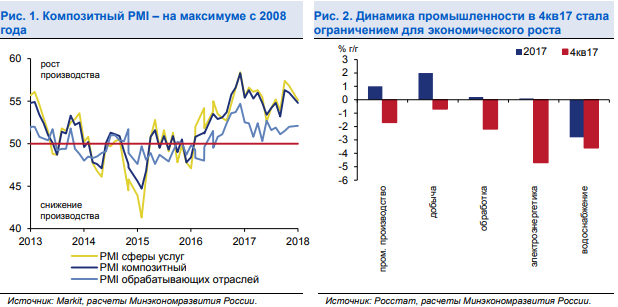 Рис. 1. Композитный PMI – на максимуме с 2008
года
рост
производства
60
55
50
45
40
снижение
производства
2013
2014
2015
2016
2017
2018
PMI сферы услуг
PMI композитный
PMI обрабатывающих отраслей
Источник: Markit, расчеты Минэкономразвития России.
Рис. 2. Динамика промышленности в 4кв17 стала
ограничением для экономического роста
% г/г
2017
4кв17
3
2
1
0
-1
-2
-3
-4
-5
-6
пром. производство
добыча
обработка
электроэнергетика
водоснабжение
Источник: Росстат, расчеты Минэкономразвития России.